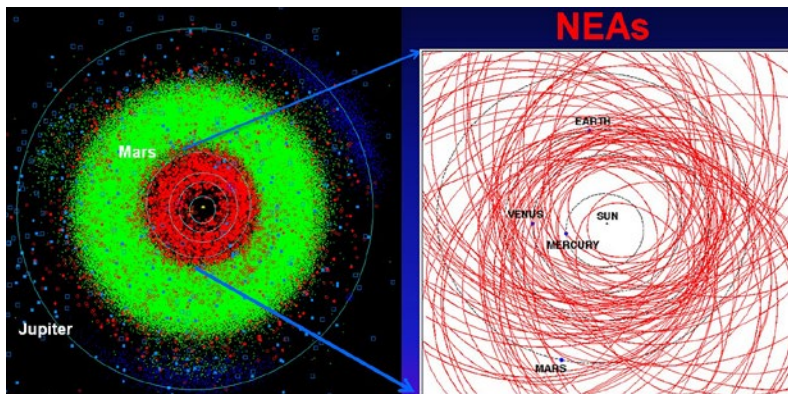 NEAs
Mars
Jupiter
EARTH
VENUS
SUN
MERCURY
MARS